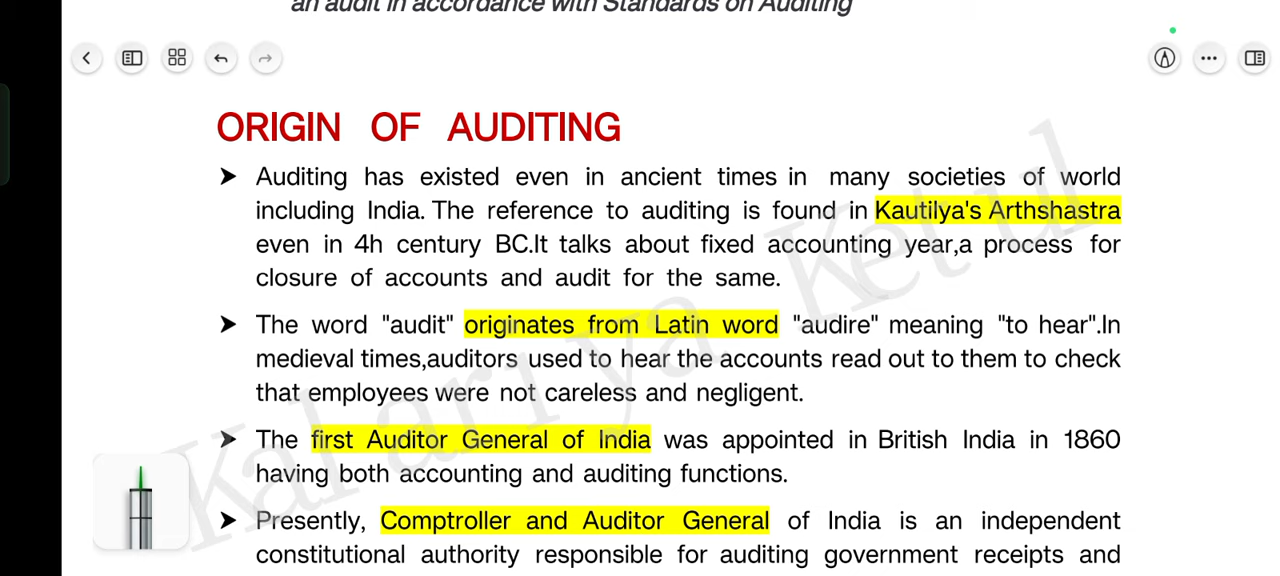 an audit in accordance with Standards on Auditing
ORIGIN OF AUDITING
➤ Auditing has existed even in ancient times in many societies of world
including India. The reference to auditing is found in Kautilya's Arthshastra
even in 4h century BC.It talks about fixed accounting year,a process for
closure of accounts and audit for the same.
➤ The word "audit" originates from Latin word "audire" meaning "to hear".In
medieval times,auditors used to hear the accounts read out to them to check
that employees were not careless and negligent.
➤ The first Auditor General of India was appointed in British India in 1860
having both accounting and auditing functions.
➤ Presently, Comptroller and Auditor General of India is an independent
constitutional authority responsible for auditing government receipts and
Kalariya Ketul